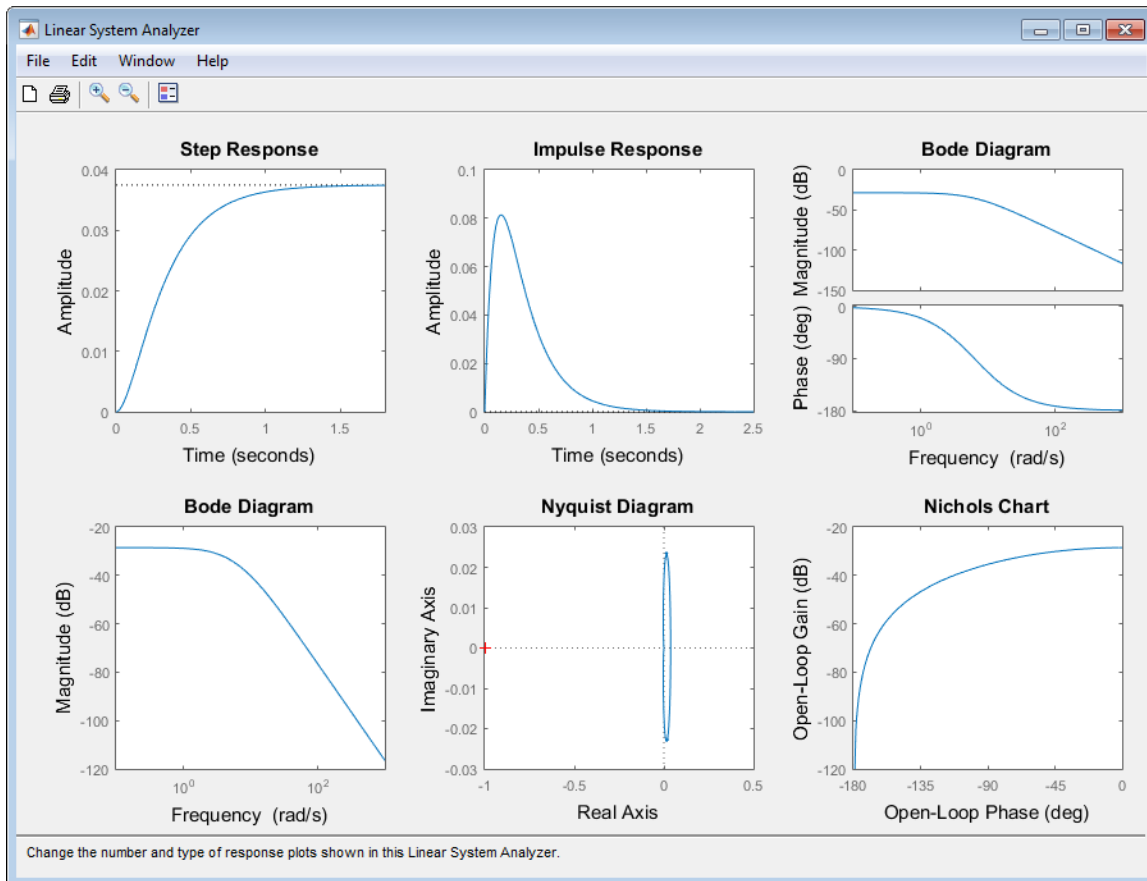 Linear System Analyzer
File Edit Window Help
Step Response
0.04
0.03
0.02
0.01
0
Amplitude
0 0.5 1 1.5
Time (seconds)
Impulse Response
0.1
0.08
0.06
0.04
0.02
0
Amplitude
0 0.5 1 1.5 2 2.5
Time (seconds)
Bode Diagram
0
-50
-100
-150
Magnitude (dB)
0
-90
-180
Phase (deg)
10^0 10^2
Frequency (rad/s)
Bode Diagram
-20
-40
-60
-80
-100
-120
Magnitude (dB)
10^0 10^2
Frequency (rad/s)
Nyquist Diagram
0.03
0.02
0.01
0
-0.01
-0.02
-0.03
Imaginary Axis
-1 -0.5 0 0.5
Real Axis
Nichols Chart
-20
-40
-60
-80
-100
-120
Open-Loop Gain (dB)
-180 -135 -90 -45 0
Open-Loop Phase (deg)
Change the number and type of response plots shown in this Linear System Analyzer.